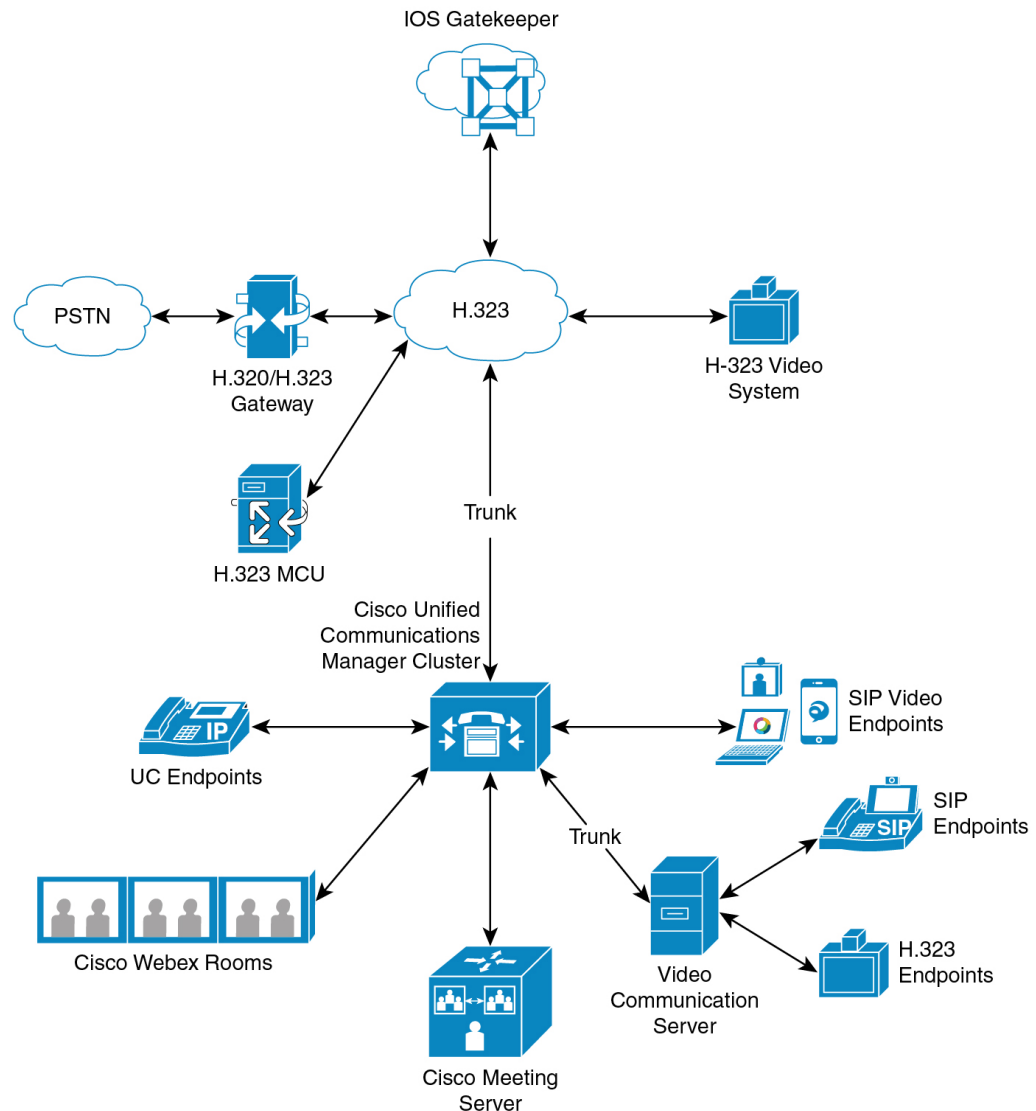 IOS Gatekeeper
PSTN
H.323
H.320/H.323
Gateway
H-323 Video
System
H.323 MCU
Trunk
Cisco Unified
Communications
Manager Cluster
IP
UC Endpoints
SIP Video
Endpoints
Trunk
SIP
SIP
Endpoints
Cisco Webex Rooms
Video
Communication
Server
H.323
Endpoints
Cisco Meeting
Server